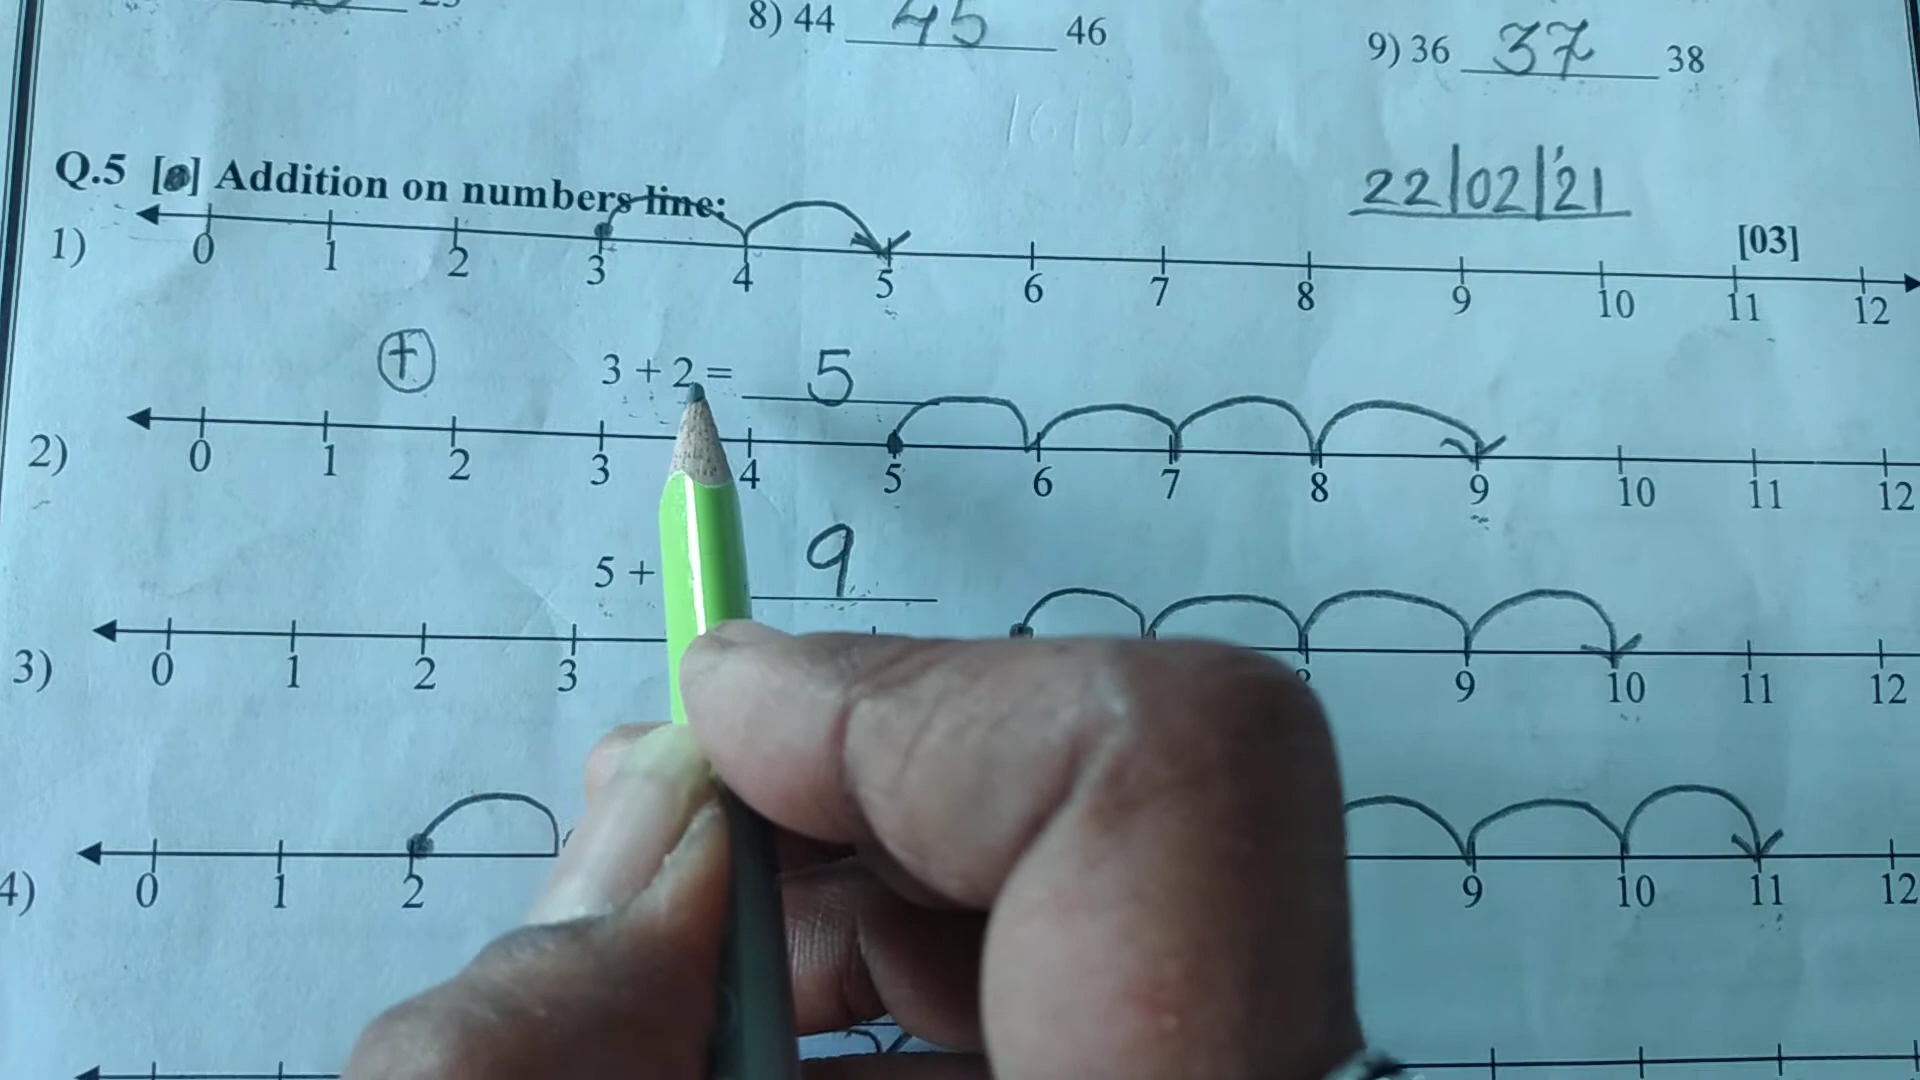 8) 44 45 46
9) 36 37 38
22/02/'21
Q.5 [] Addition on numbers line:
[03]
1) 0 1 2 3 4 5 6 7 8 9 10 11 12
+ 3 + 2 = 5
2) 0 1 2 3 4 5 6 7 8 9 10 11 12
5 + 9
3) 0 1 2 3 9 10 11 12
4) 0 1 2 9 10 11 12